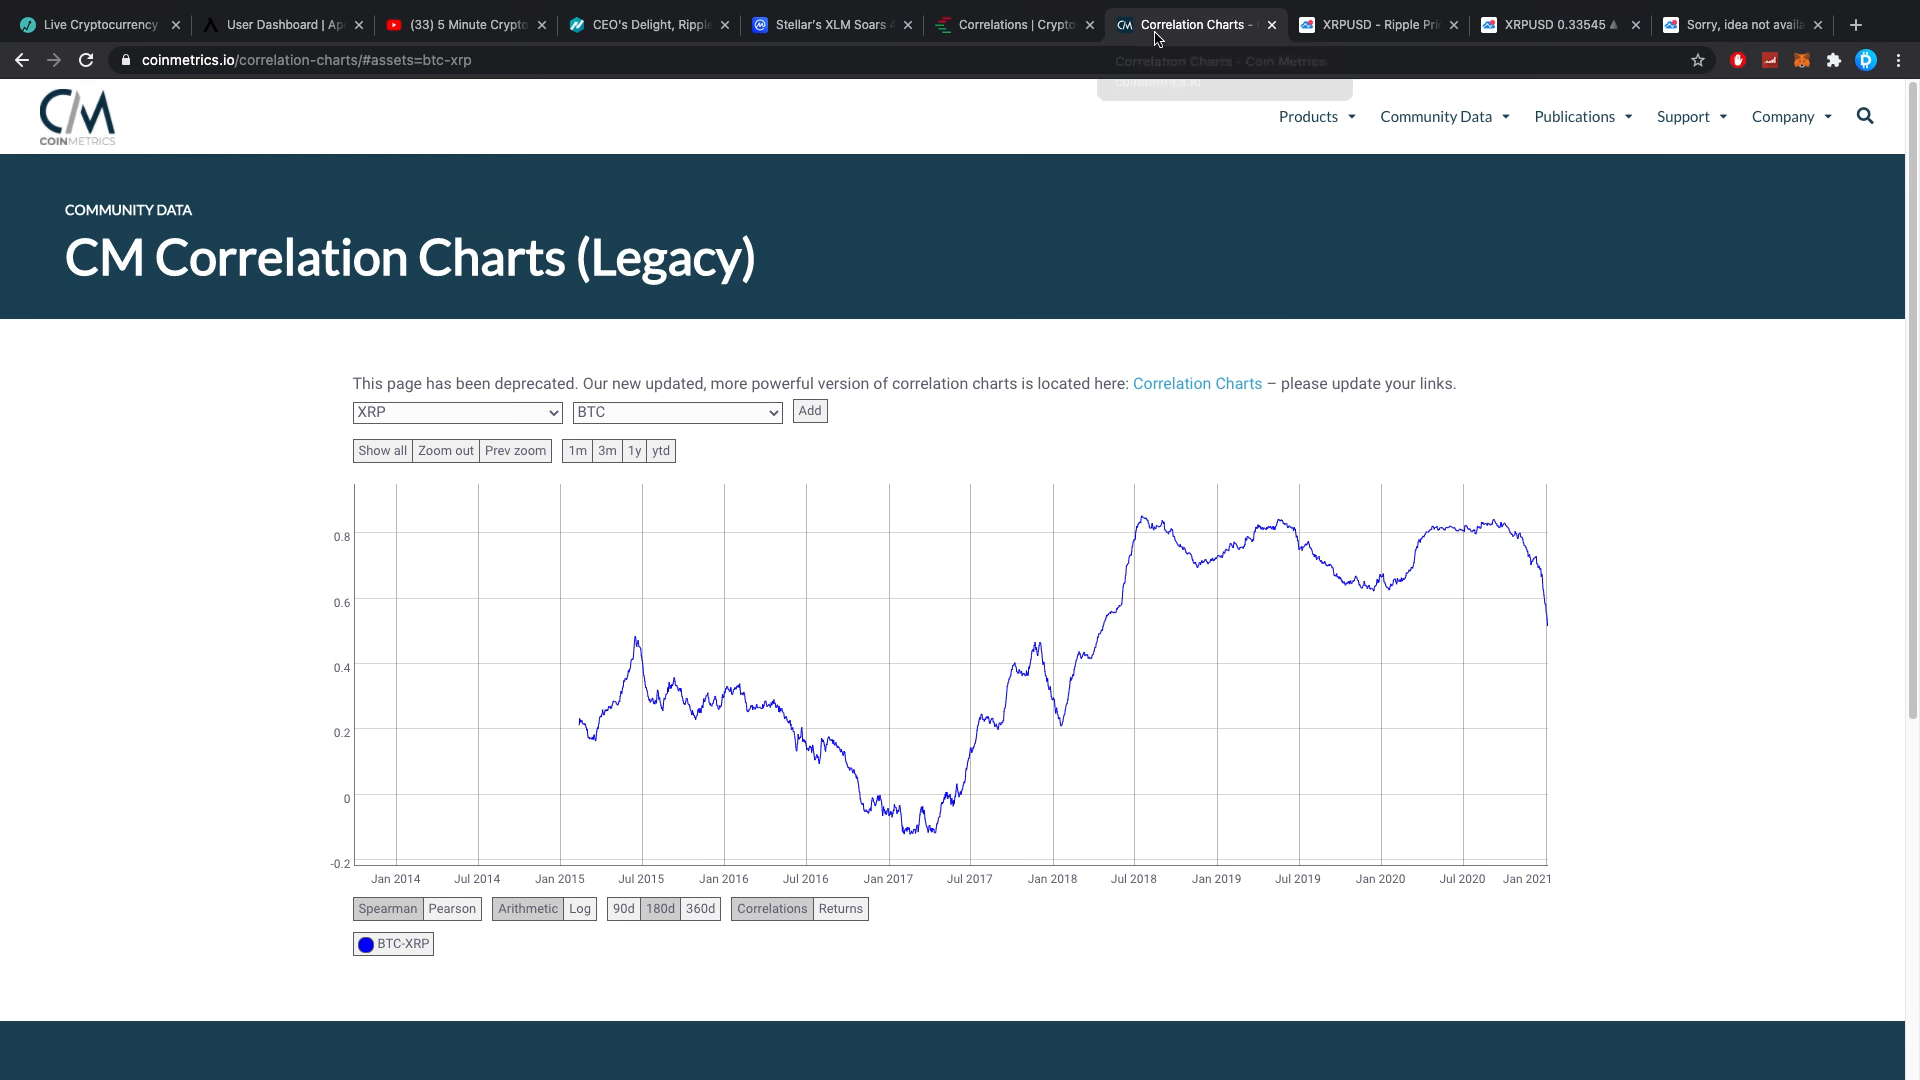 Live Cryptocurrency
User Dashboard | Ap
(33) 5 Minute Crypto
CEO's Delight, Ripple
Stellar's XLM Soars 4
Correlations | Crypto
Correlation Charts -
XRPUSD - Ripple Pri
XRPUSD 0.33545 ▲
Sorry, idea not availa
coinmetrics.io/correlation-charts/#assets=btc-xrp
Correlation Charts - Coin Metrics
coinmetrics.io
CM
COINMETRICS
Products
Community Data
Publications
Support
Company
COMMUNITY DATA
CM Correlation Charts (Legacy)
This page has been deprecated. Our new updated, more powerful version of correlation charts is located here: Correlation Charts – please update your links.
XRP BTC Add
Show all Zoom out Prev zoom 1m 3m 1y ytd
0.8
0.6
0.4
0.2
0
-0.2
Jan 2014 Jul 2014 Jan 2015 Jul 2015 Jan 2016 Jul 2016 Jan 2017 Jul 2017 Jan 2018 Jul 2018 Jan 2019 Jul 2019 Jan 2020 Jul 2020 Jan 2021
Spearman Pearson Arithmetic Log 90d 180d 360d Correlations Returns
BTC-XRP